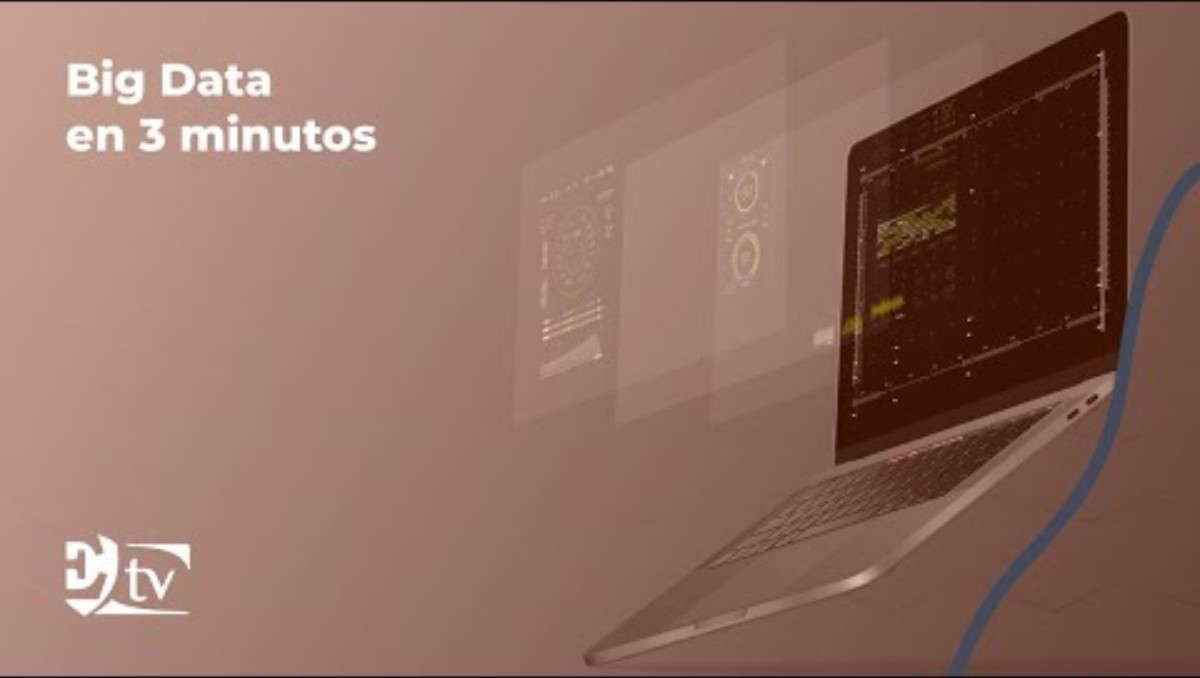 Big Data
en 3 minutos
E tv